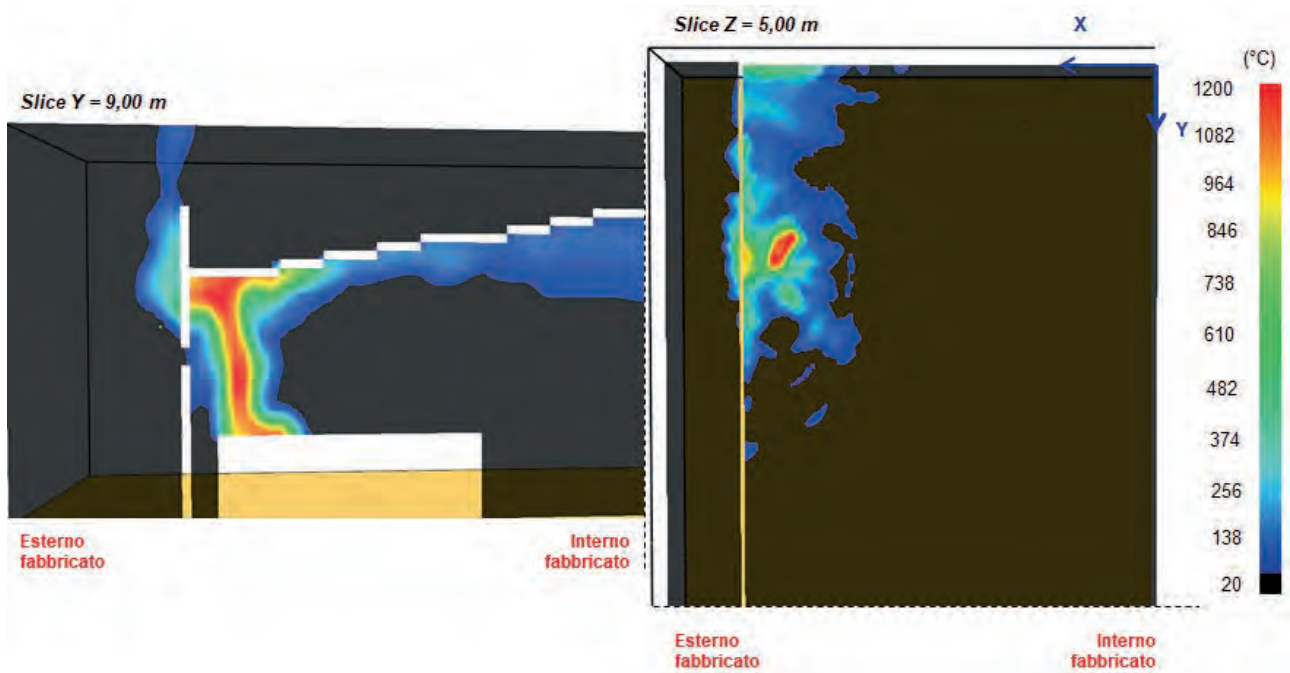 Slice Y = 9,00 m
Esterno
fabbricato
Interno
fabbricato
Slice Z = 5,00 m
X
Y
Esterno
fabbricato
Interno
fabbricato
(°C)
1200
1082
964
846
738
610
482
374
256
138
20